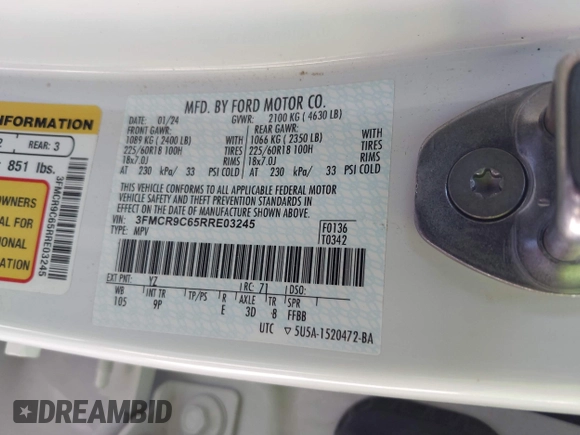 MFD. BY FORD MOTOR CO.
DATE: 01/24 GVWR: 2100 KG ( 4630 LB)
FRONT GAWR: REAR GAWR:
1089 KG ( 2400 LB) 1066 KG ( 2350 LB)
225/60R18 100H TIRES 225/60R18 100H TIRES
18x7.0J RIMS 18x7.0J RIMS
AT 230 kPa/ 33 PSI COLD AT 230 kPa/ 33 PSI COLD
THIS VEHICLE CONFORMS TO ALL APPLICABLE FEDERAL MOTOR
VEHICLE SAFETY AND BUMPER AND THEFT PREVENTION STANDARDS
IN EFFECT ON THE DATE OF MANUFACTURE SHOWN ABOVE.
VIN: 3FMCR9C65RRE03245
TYPE: MPV
F0136
T0342
EXT PNT: YZ RC: 71 DSO:
WB INT TR TP/PS R AXLE TR SPR
105 9P E 3D 8 FFBB
UTC ▽ 5U5A-1520472-BA
INFORMATION
2 REAR: 3
851 lbs.
OWNERS
AL FOR
TIONAL
3FMCR9C65RRE03245
DREAMBID